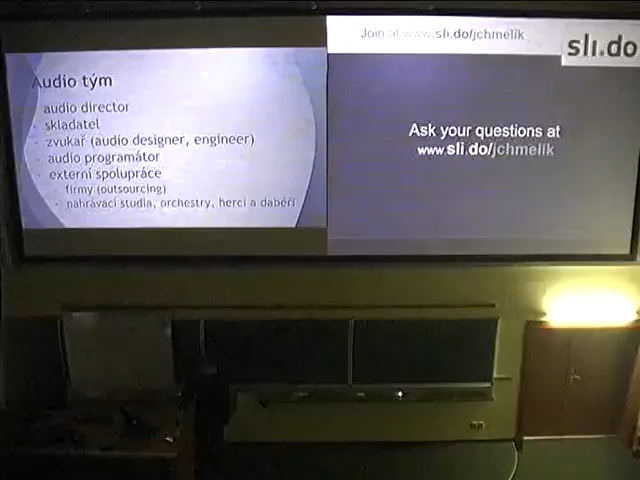 Audio tým
audio director
skladatel
zvukař (audio designer, engineer)
audio programátor
externí spolupráce
firmy (outsourcing)
nahrávací studia, orchestry, herci a dabéři
Join at www.sli.do/jchmelik
sli.do
Ask your questions at
www.sli.do/jchmelik